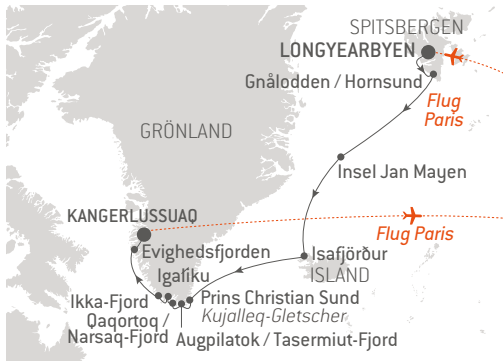 SPITSBERGEN
LONGYEARBYEN
Gnålodden / Hornsund
Flug
Paris
GRÖNLAND
Insel Jan Mayen
KANGERLUSSUAQ
Flug Paris
Evighedsfjorden
Isafjörður
Igaliku
ISLAND
Ikka-Fjord
Prins Christian Sund
Kujalleq-Gletscher
Qaqortoq /
Narsaq-Fjord
Augpilatok / Tasermiut-Fjord